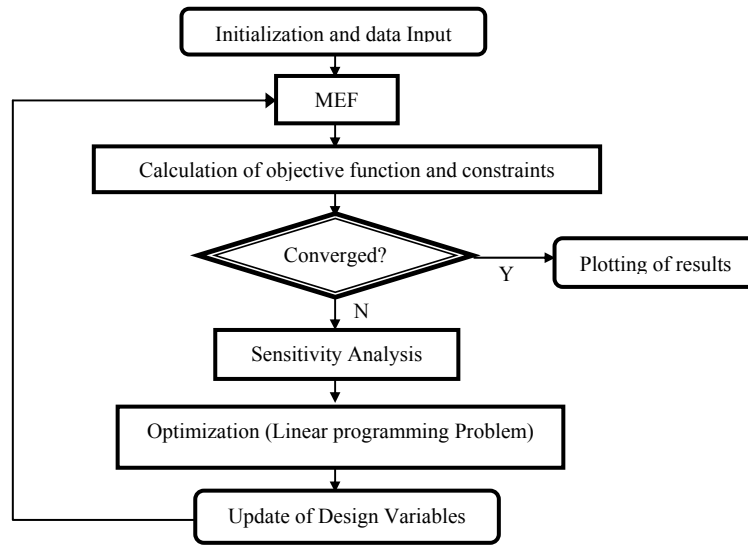 Initialization and data Input
MEF
Calculation of objective function and constraints
Converged?
Y
Plotting of results
N
Sensitivity Analysis
Optimization (Linear programming Problem)
Update of Design Variables